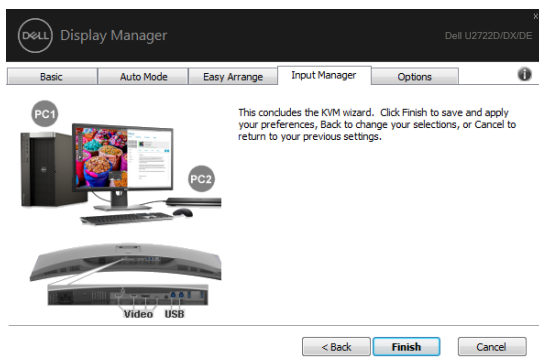 x
DELL Display Manager
Dell U2722D/DX/DE
Basic
Auto Mode
Easy Arrange
Input Manager
Options
PC1
This concludes the KVM wizard. Click Finish to save and apply
your preferences, Back to change your selections, or Cancel to
return to your previous settings.
PC2
Video USB
< Back
Finish
Cancel